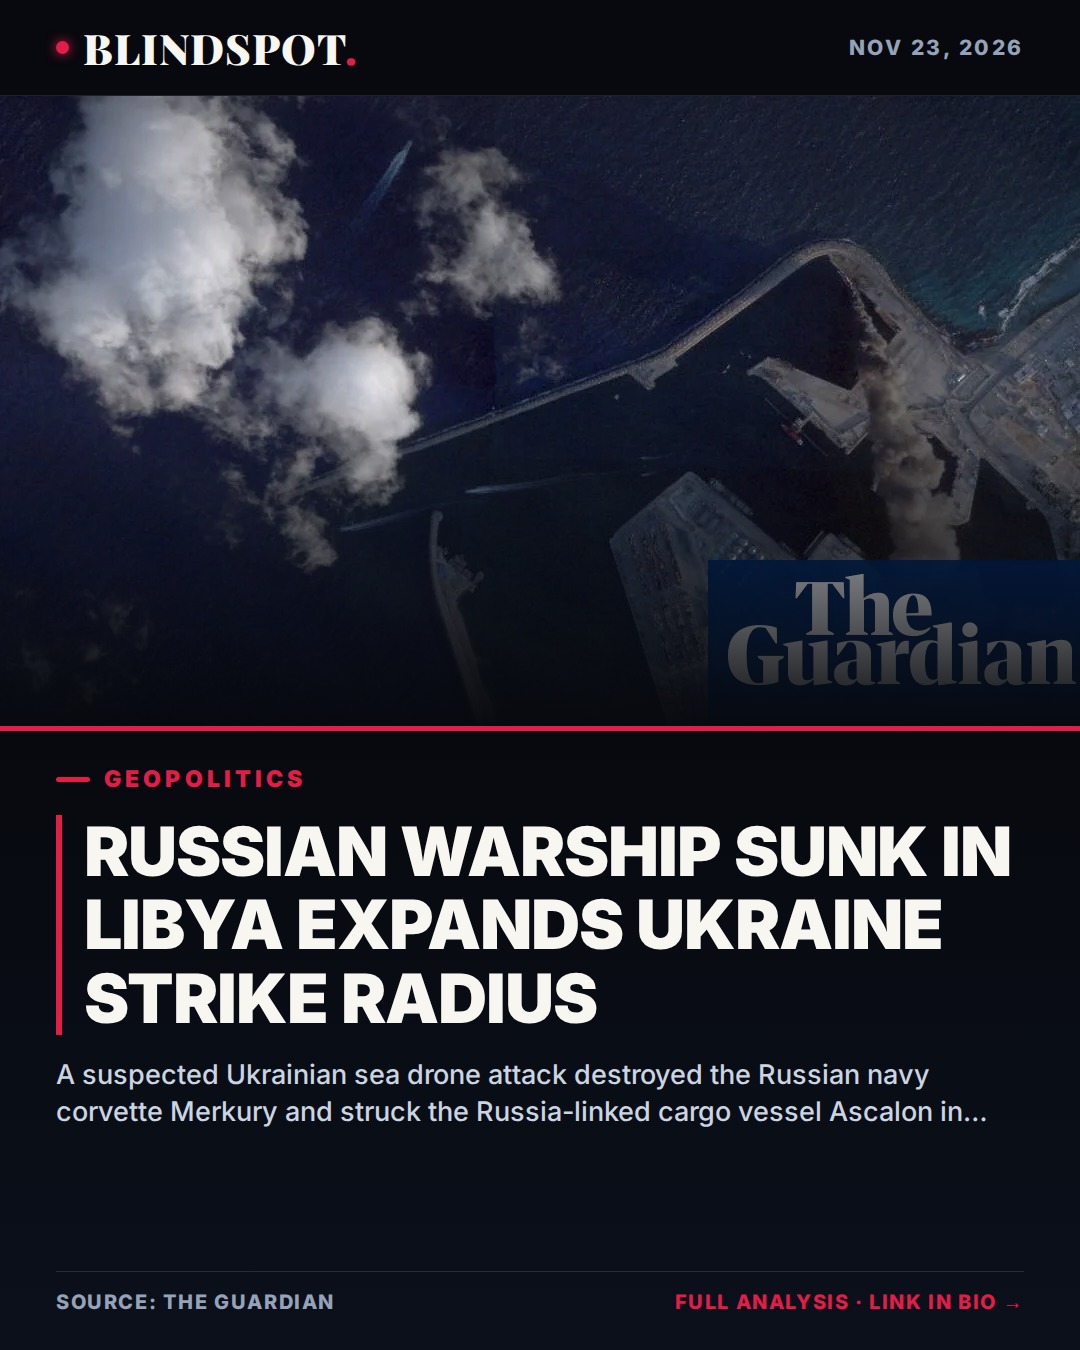 BLINDSPOT.
NOV 23, 2026
The
Guardian
GEOPOLITICS
RUSSIAN WARSHIP SUNK IN
LIBYA EXPANDS UKRAINE
STRIKE RADIUS
A suspected Ukrainian sea drone attack destroyed the Russian navy
corvette Merkury and struck the Russia-linked cargo vessel Ascalon in...
SOURCE: THE GUARDIAN
FULL ANALYSIS · LINK IN BIO →